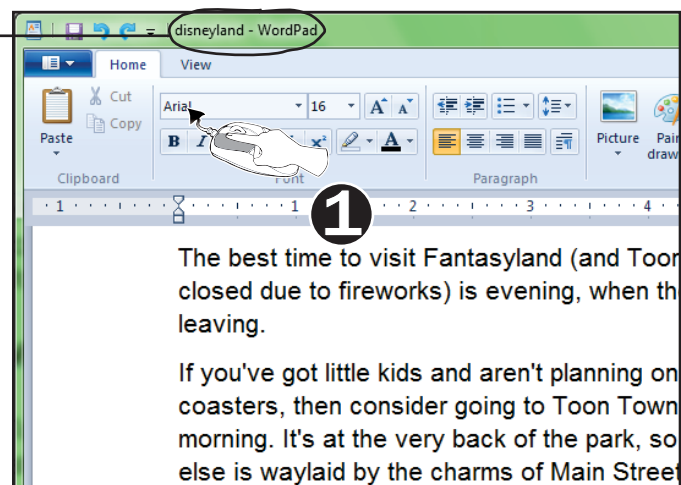 disneyland - WordPad
Home View
Cut
Arial 16 A A
Copy
Paste B I x² A Picture
Clipboard Font Paragraph
1 1 2 3 4
1
The best time to visit Fantasyland (and
closed due to fireworks) is evening, when
leaving.
If you've got little kids and aren't planning on
coasters, then consider going to Toon Town
morning. It's at the very back of the park, so
else is waylaid by the charms of Main Street